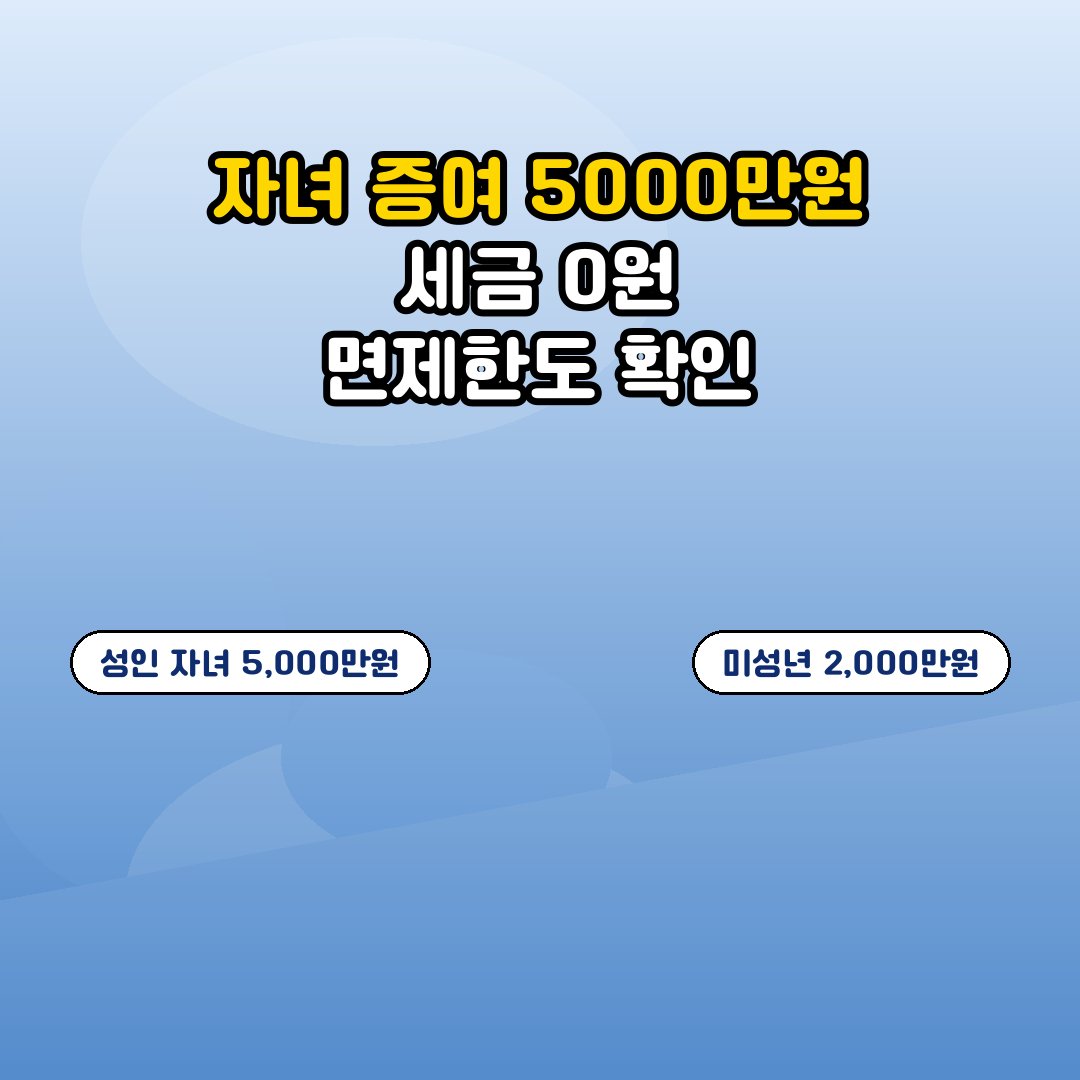 자녀 증여 5000만원
세금 0원
면제한도 확인
성인 자녀 5,000만원
미성년 2,000만원